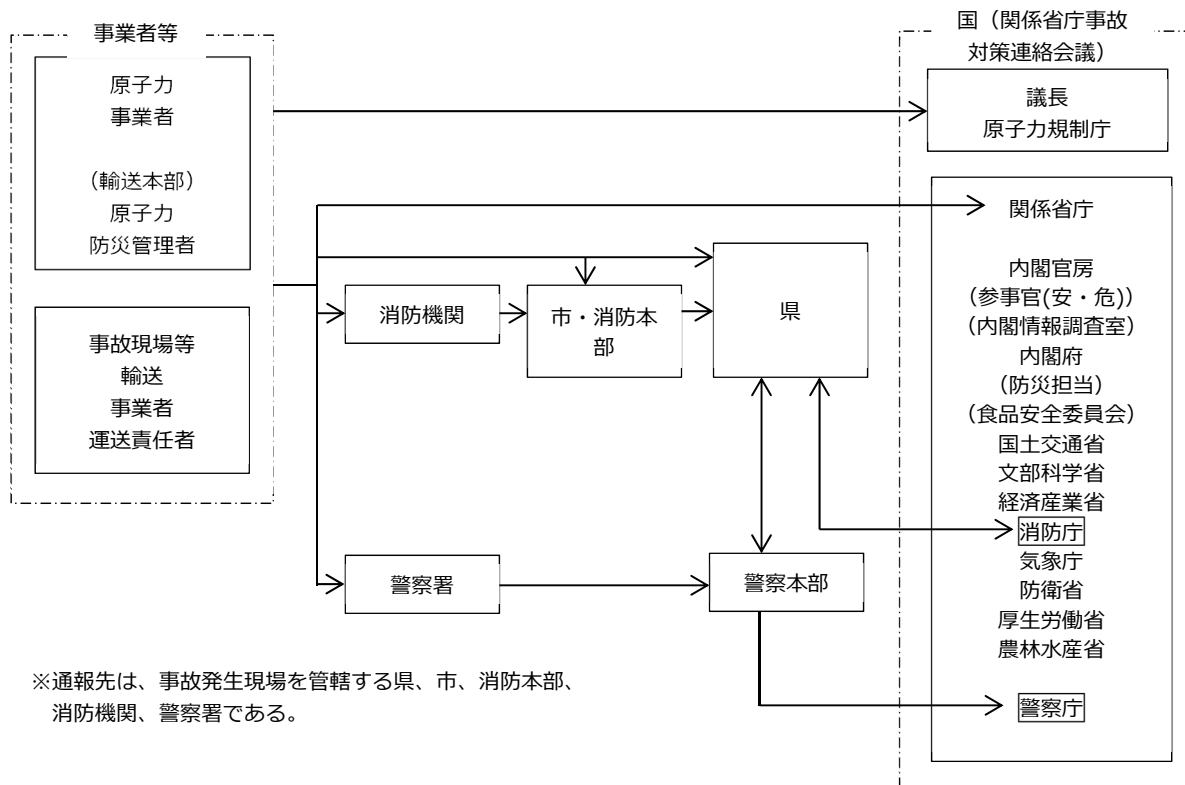 事業者等
原子力
事業者
（輸送本部）
原子力
防災管理者
事故現場等
輸送
事業者
運送責任者
消防機関
市・消防本
部
県
警察署
警察本部
国（関係省庁事故
対策連絡会議）
議長
原子力規制庁
関係省庁
内閣官房
（参事官(安・危)）
（内閣情報調査室）
内閣府
（防災担当）
（食品安全委員会）
国土交通省
文部科学省
経済産業省
消防庁
気象庁
防衛省
厚生労働省
農林水産省
警察庁
※通報先は、事故発生現場を管轄する県、市、消防本部、
消防機関、警察署である。